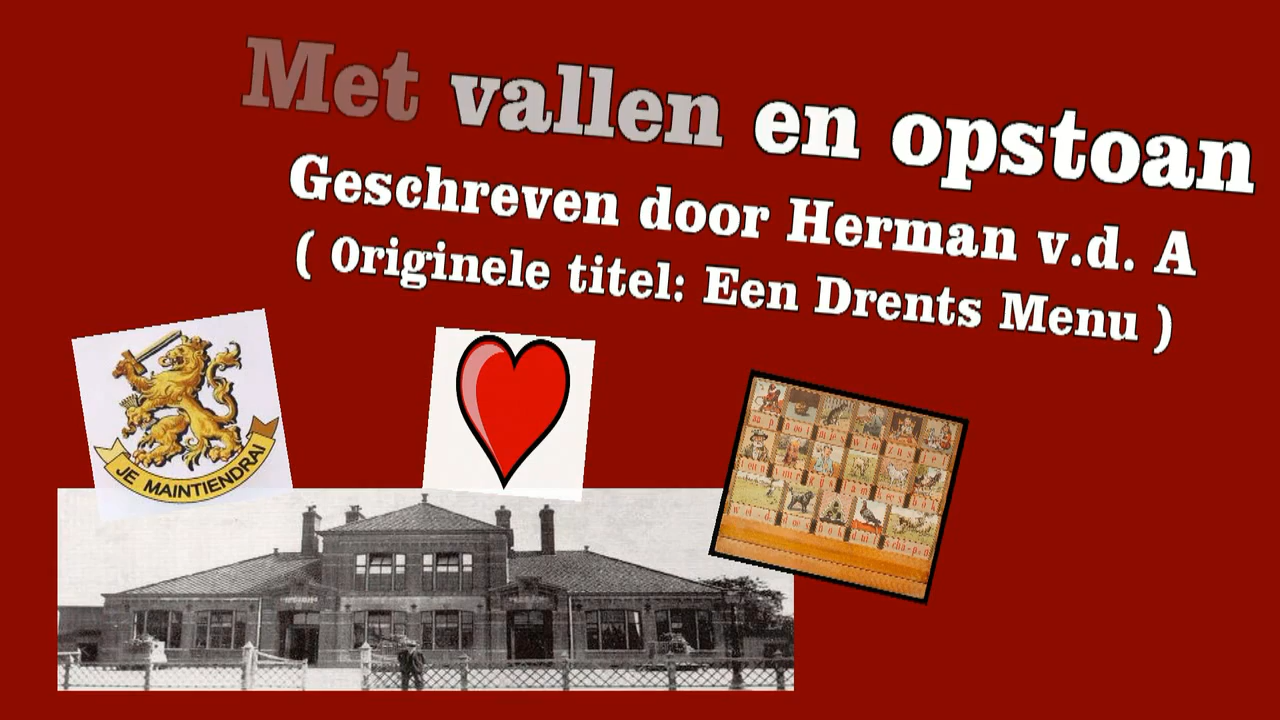 Met vallen en opstoan
Geschreven door Herman v.d. A
( Originele titel: Een Drents Menu )
JE MAINTIENDRAI